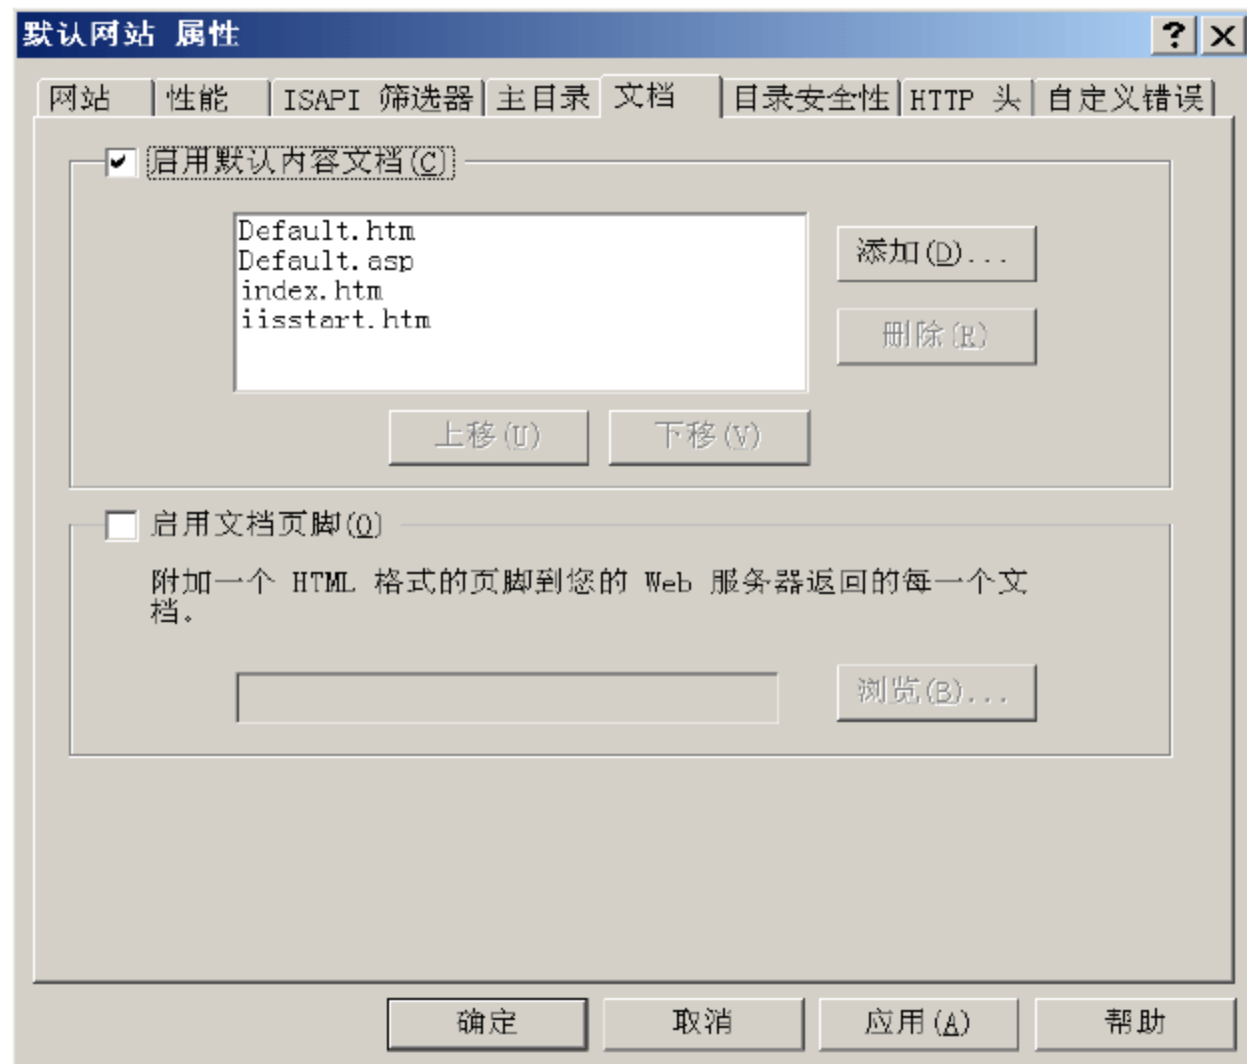 默认网站 属性
网站 性能 ISAPI 筛选器 主目录 文档 目录安全性 HTTP 头 自定义错误
启用默认内容文档(C)
Default.htm
Default.asp
index.htm
iisstart.htm
添加(D)...
删除(R)
上移(U) 下移(V)
启用文档页脚(O)
附加一个 HTML 格式的页脚到您的 Web 服务器返回的每一个文
档。
浏览(B)...
确定 取消 应用(A) 帮助